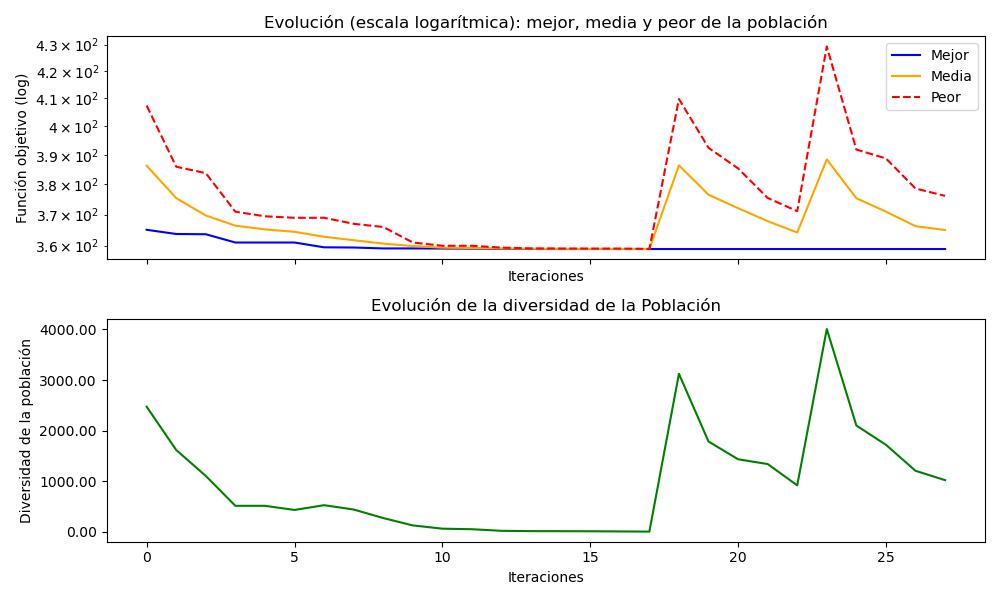 Evolución (escala logarítmica): mejor, media y peor de la población
Función objetivo (log)
4.3 × 10²
4.2 × 10²
4.1 × 10²
4 × 10²
3.9 × 10²
3.8 × 10²
3.7 × 10²
3.6 × 10²
Mejor
Media
Peor
Iteraciones
Evolución de la diversidad de la Población
Diversidad de la población
4000.00
3000.00
2000.00
1000.00
0.00
0 5 10 15 20 25
Iteraciones